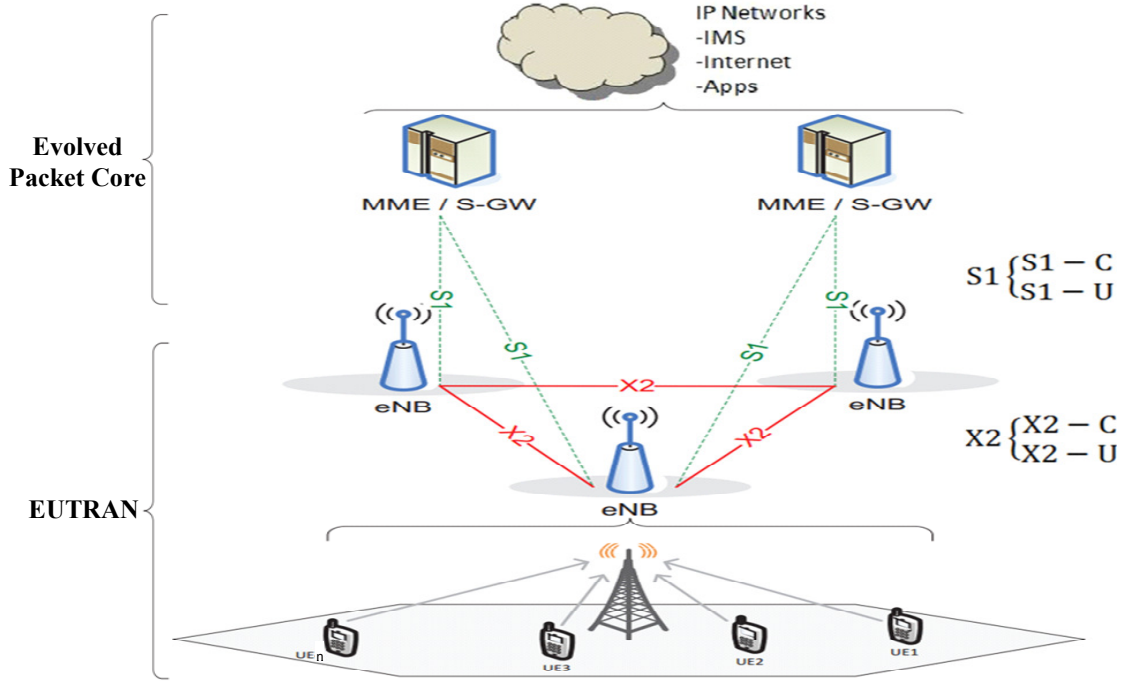 IP Networks
-IMS
-Internet
-Apps
Evolved
Packet Core
MME / S-GW
MME / S-GW
S1 { S1 – C
S1 – U
S1
S1
S1
S1
eNB
X2
eNB
X2
X2
X2 { X2 – C
X2 – U
EUTRAN
eNB
UEn
UE3
UE2
UE1